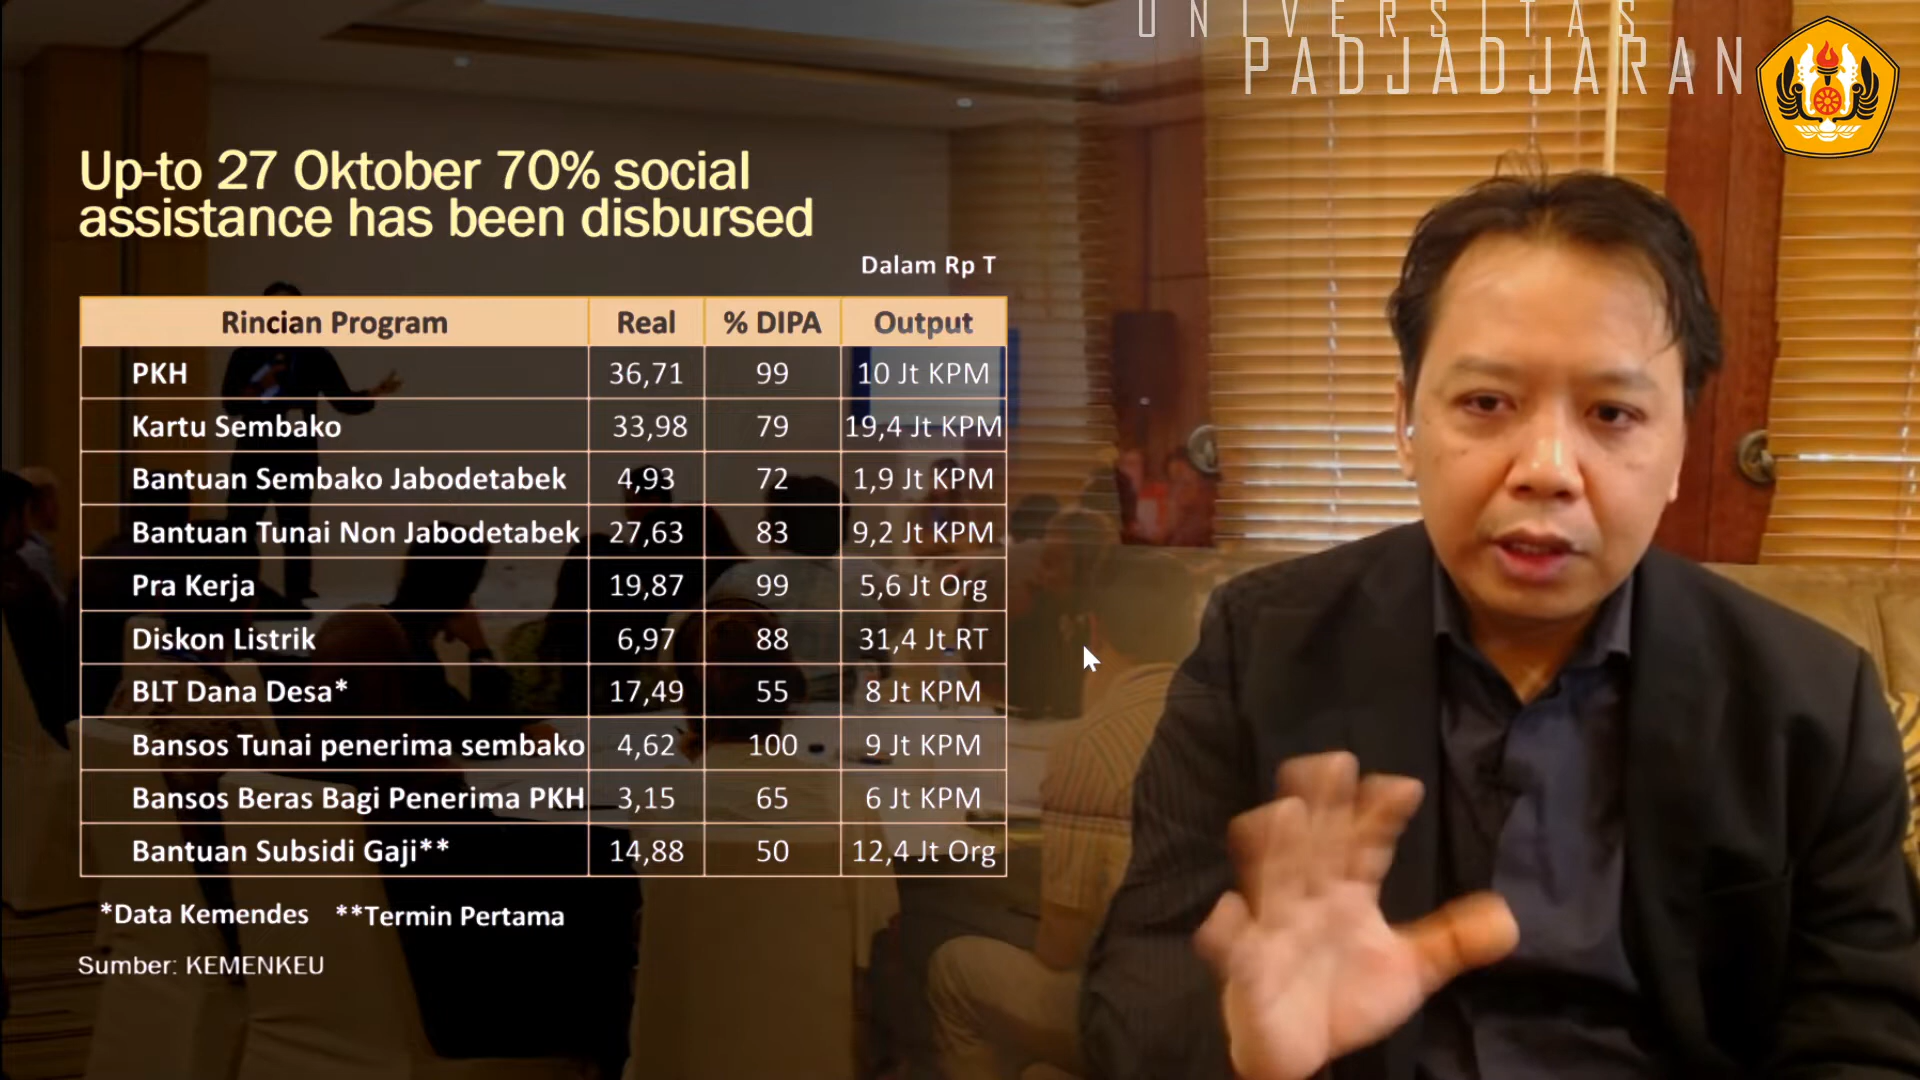 UNIVERSITAS
PADJADJARAN
Up-to 27 Oktober 70% social
assistance has been disbursed
Dalam Rp T
Rincian Program Real % DIPA Output
PKH 36,71 99 10 Jt KPM
Kartu Sembako 33,98 79 19,4 Jt KPM
Bantuan Sembako Jabodetabek 4,93 72 1,9 Jt KPM
Bantuan Tunai Non Jabodetabek 27,63 83 9,2 Jt KPM
Pra Kerja 19,87 99 5,6 Jt Org
Diskon Listrik 6,97 88 31,4 Jt RT
BLT Dana Desa* 17,49 55 8 Jt KPM
Bansos Tunai penerima sembako 4,62 100 9 Jt KPM
Bansos Beras Bagi Penerima PKH 3,15 65 6 Jt KPM
Bantuan Subsidi Gaji** 14,88 50 12,4 Jt Org
*Data Kemendes **Termin Pertama
Sumber: KEMENKEU